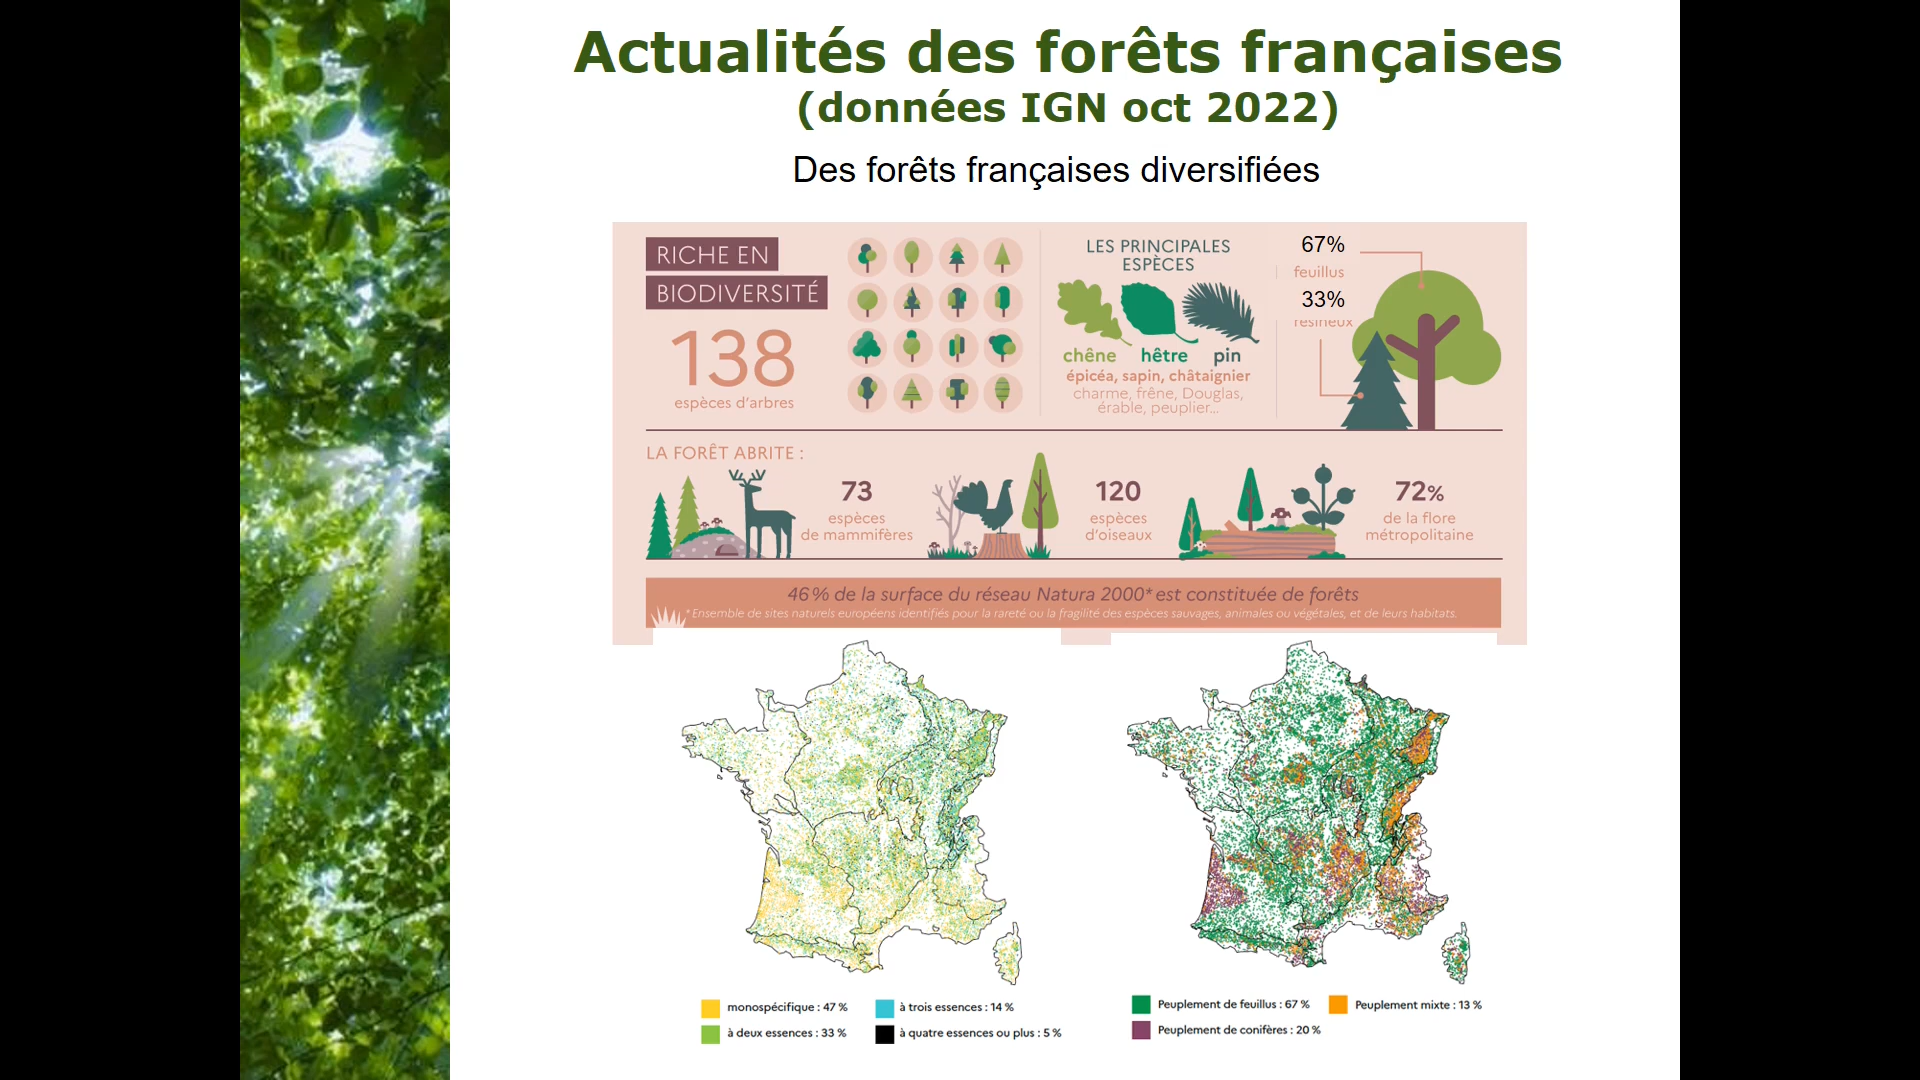 Actualités des forêts françaises
(données IGN oct 2022)
Des forêts françaises diversifiées
RICHE EN
BIODIVERSITÉ
138
espèces d'arbres
LES PRINCIPALES
ESPÈCES
chêne hêtre pin
épicéa, sapin, châtaignier
charme, frêne, Douglas,
érable, peuplier...
67%
feuillus
33%
résineux
LA FORÊT ABRITE :
73
espèces
de mammifères
120
espèces
d'oiseaux
72%
de la flore
métropolitaine
46% de la surface du réseau Natura 2000* est constituée de forêts
*Ensemble de sites naturels européens identifiés pour la rareté ou la fragilité des espèces sauvages, animales ou végétales, et de leurs habitats.
monospécifique : 47 %
à deux essences : 33 %
à trois essences : 14 %
à quatre essences ou plus : 5 %
Peuplement de feuillus : 67 %
Peuplement mixte : 13 %
Peuplement de conifères : 20 %